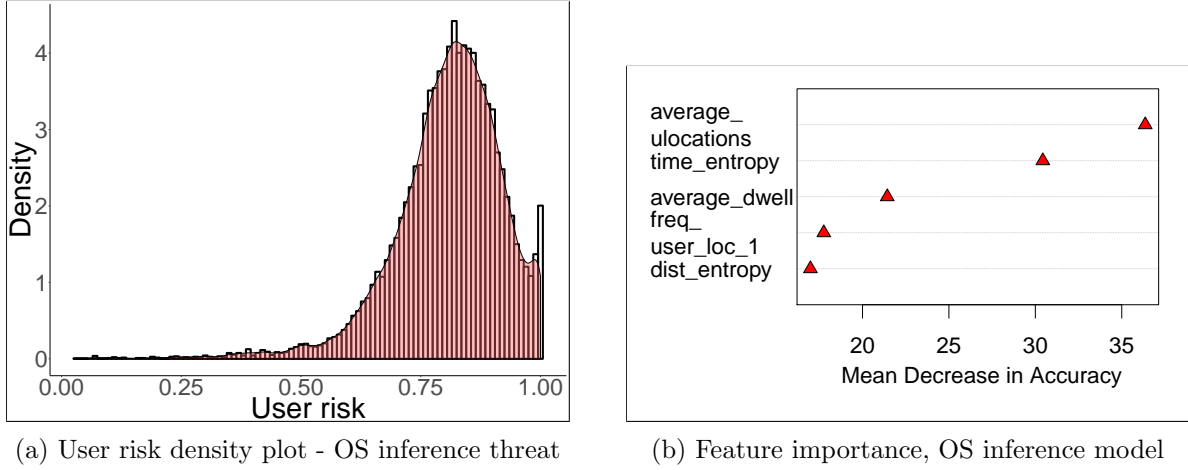 4
3
2
1
0
Density
0.00 0.25 0.50 0.75 1.00
User risk
(a) User risk density plot - OS inference threat
average_
ulocations
time_entropy
average_dwell
freq_
user_loc_1
dist_entropy
20 25 30 35
Mean Decrease in Accuracy
(b) Feature importance, OS inference model